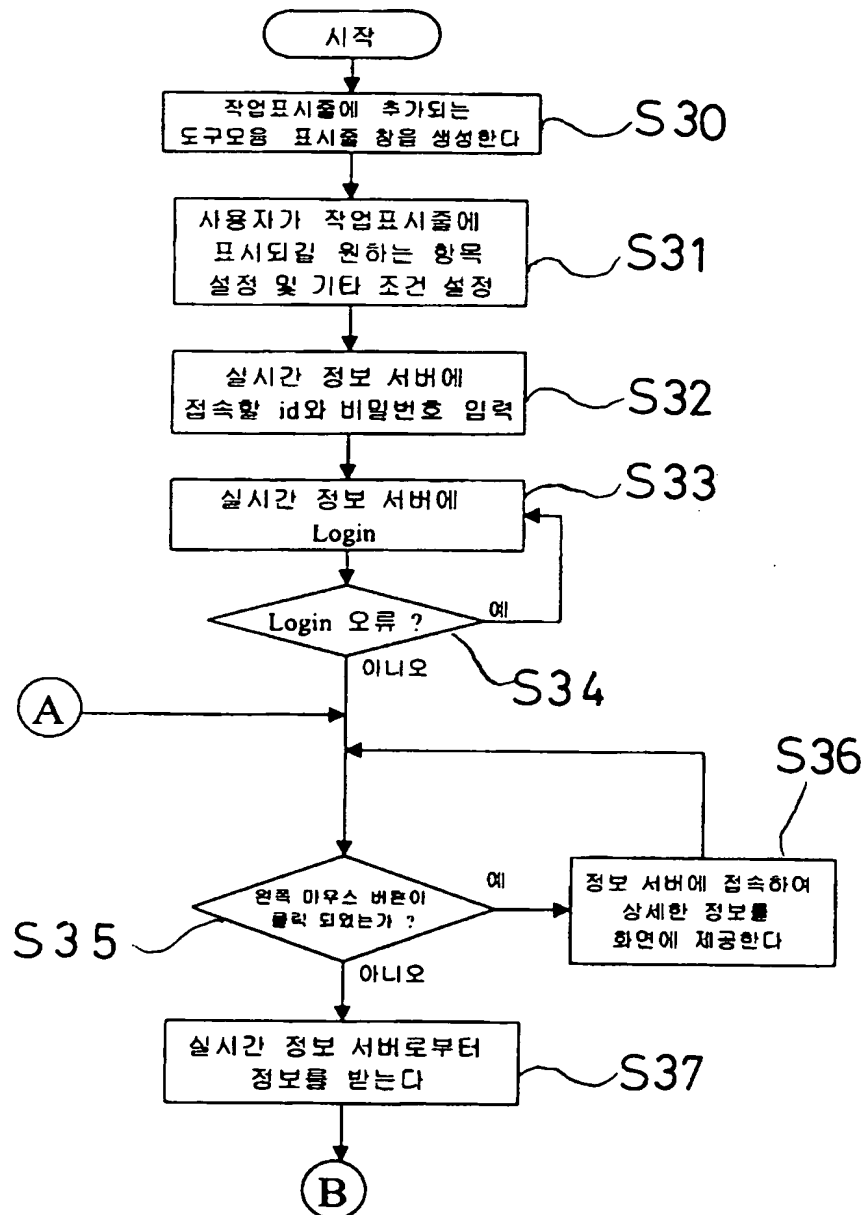 시작
작업표시줄에 추가되는
도구모음 표시줄 창을 생성한다
S30
사용자가 작업표시줄에
표시되길 원하는 항목
설정 및 기타 조건 설정
S31
실시간 정보 서버에
접속할 id와 비밀번호 입력
S32
실시간 정보 서버에
Login
S33
Login 오류 ?
예
아니오
S34
A
S36
왼쪽 마우스 버튼이
클릭 되었는가 ?
예
S35
정보 서버에 접속하여
상세한 정보를
화면에 제공한다
아니오
실시간 정보 서버로부터
정보를 받는다
S37
B